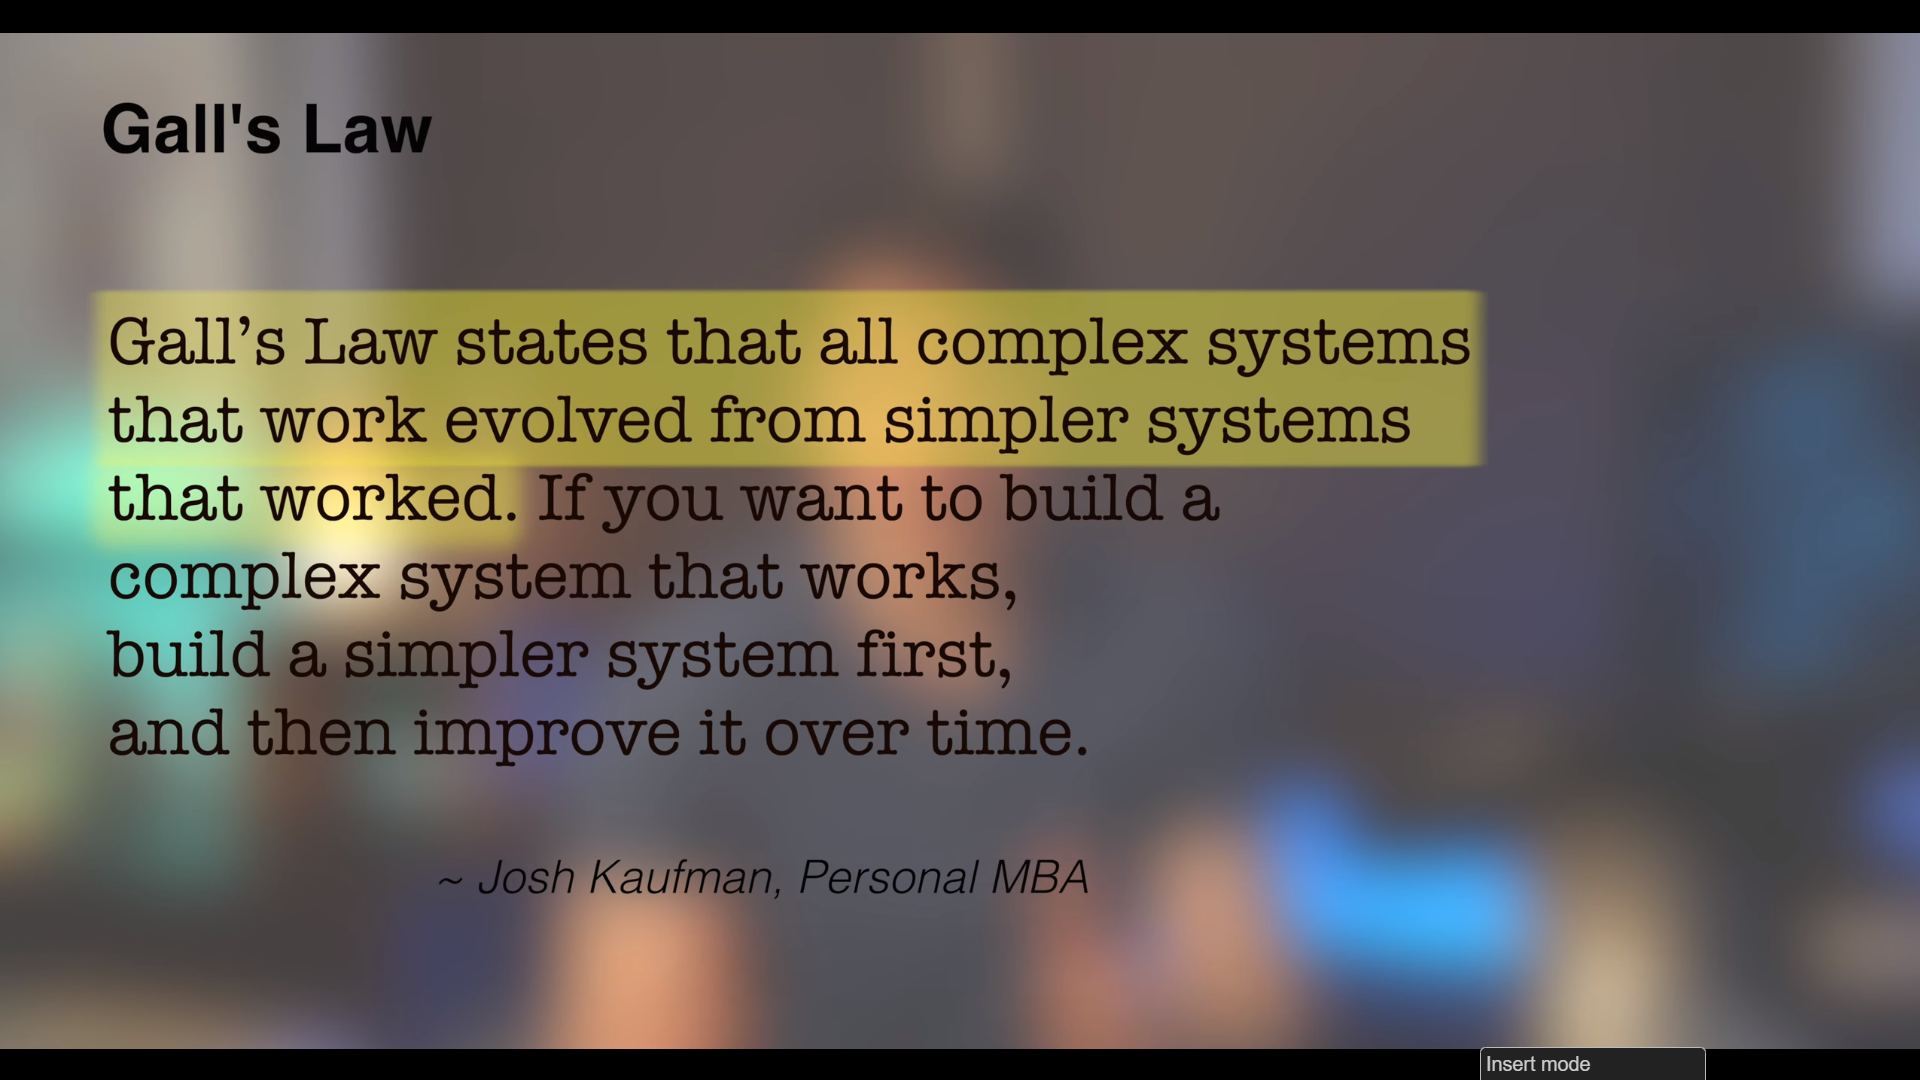 Gall's Law
Gall’s Law states that all complex systems
that work evolved from simpler systems
that worked. If you want to build a
complex system that works,
build a simpler system first,
and then improve it over time.
~ Josh Kaufman, Personal MBA
Insert mode